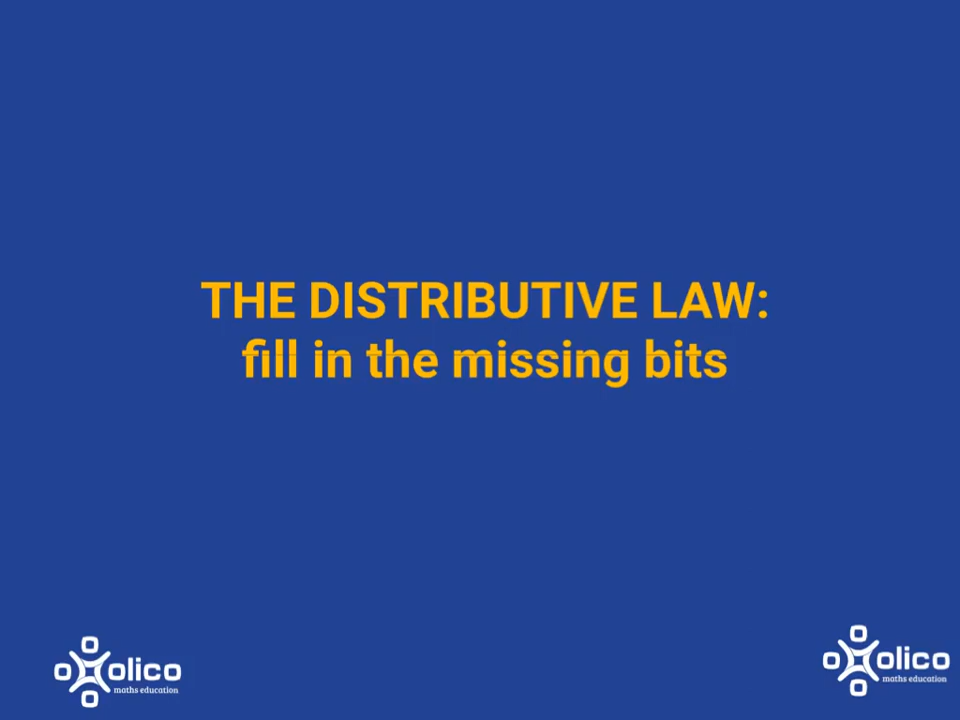 THE DISTRIBUTIVE LAW:
fill in the missing bits
olico
maths education
olico
maths education